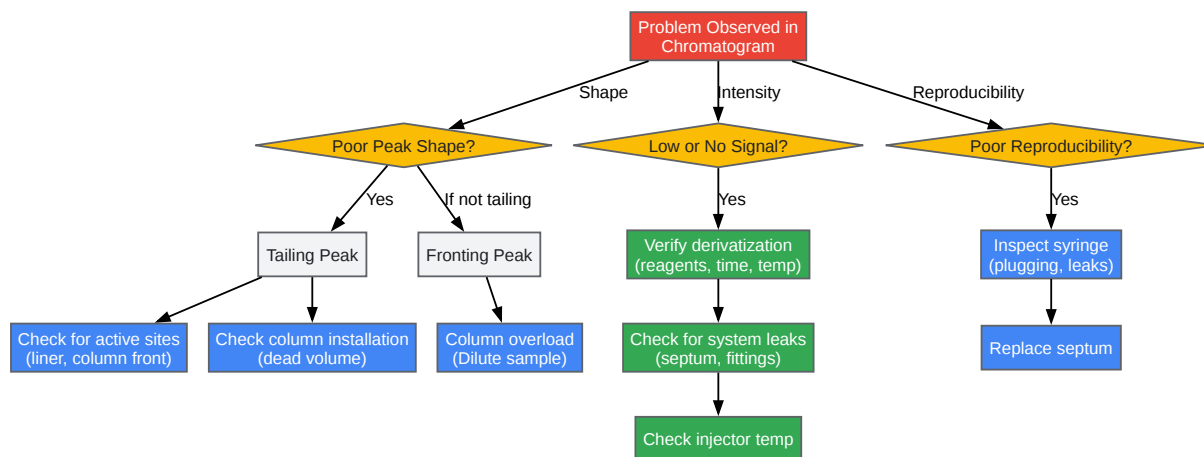 Problem Observed in
Chromatogram
Shape
Intensity
Reproducibility
Poor Peak Shape?
Low or No Signal?
Poor Reproducibility?
Yes
If not tailing
Yes
Yes
Tailing Peak
Fronting Peak
Verify derivatization
(reagents, time, temp)
Inspect syringe
(plugging, leaks)
Check for active sites
(liner, column front)
Check column installation
(dead volume)
Column overload
(Dilute sample)
Check for system leaks
(septum, fittings)
Replace septum
Check injector temp